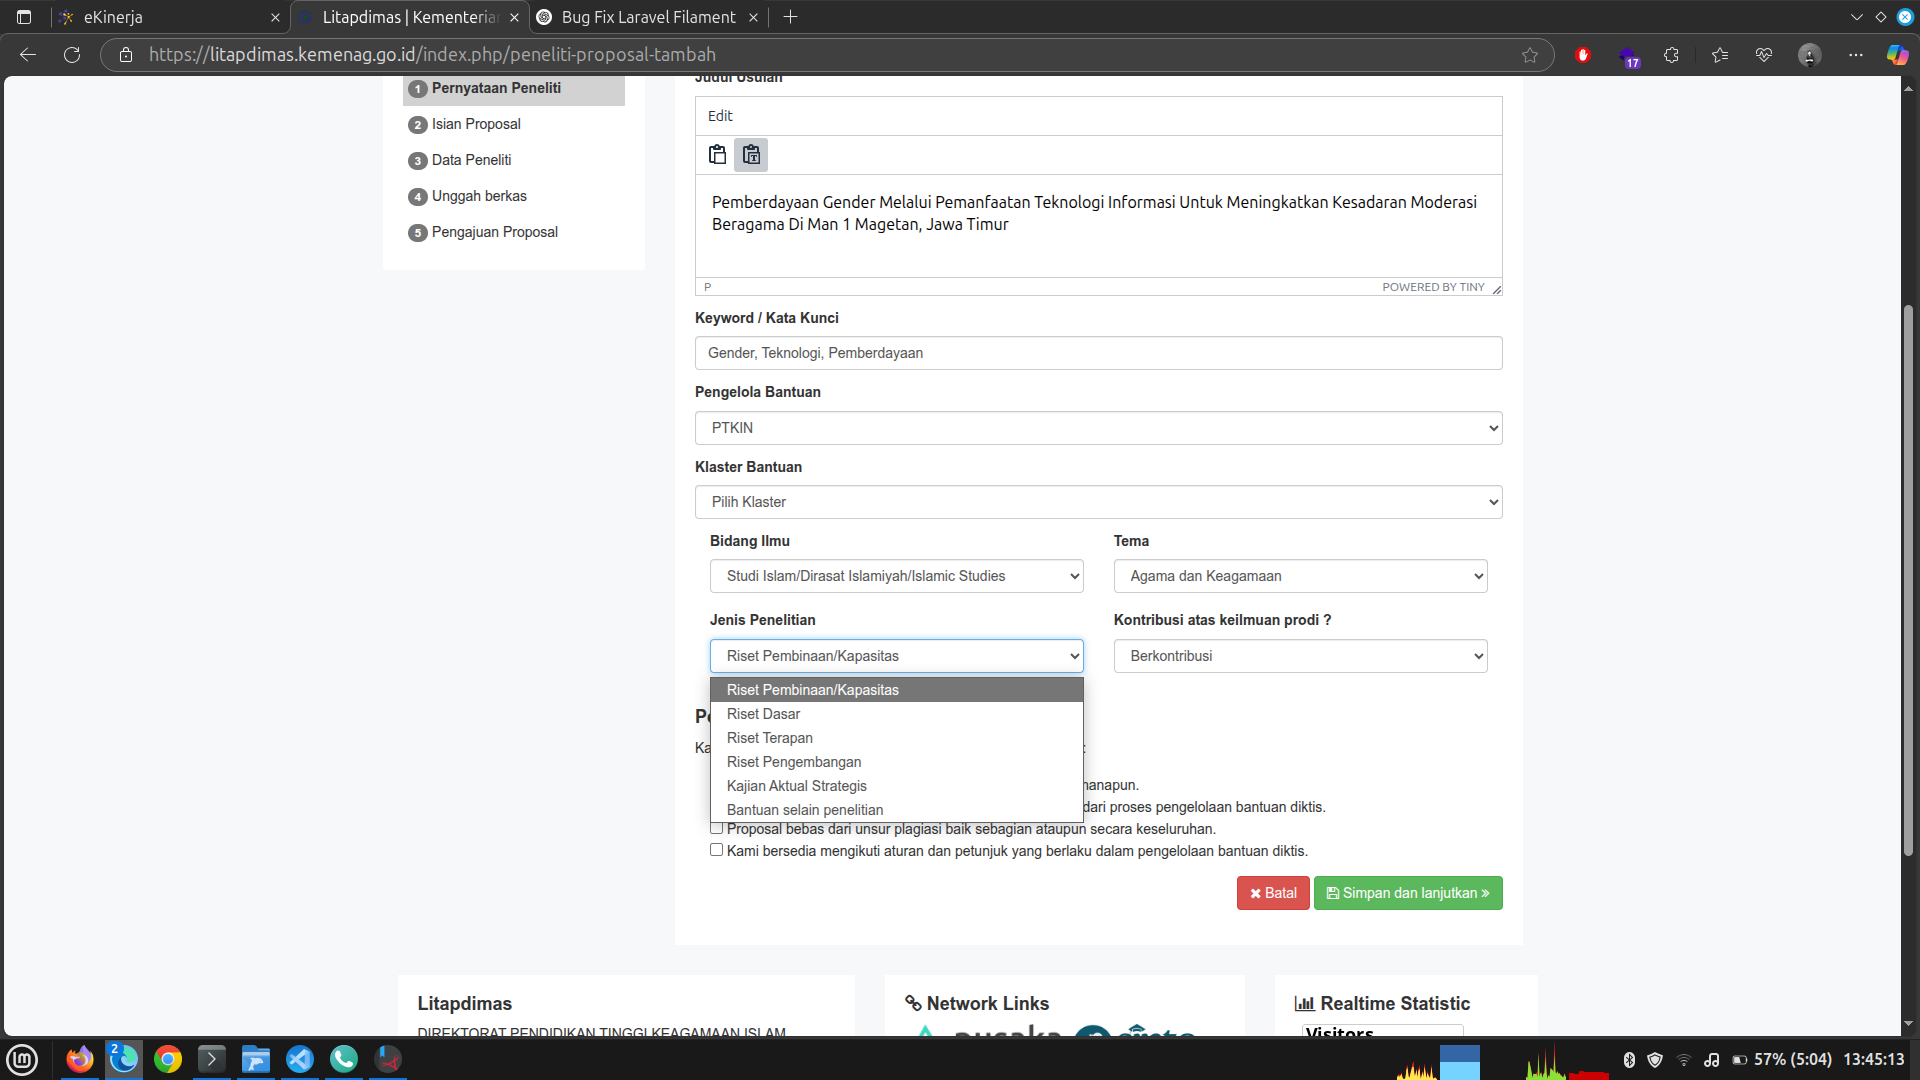 eKinerja
Litapdimas | Kementerian
Bug Fix Laravel Filament
https://litapdimas.kemenag.go.id/index.php/peneliti-proposal-tambah
17
1 Pernyataan Peneliti
2 Isian Proposal
3 Data Peneliti
4 Unggah berkas
5 Pengajuan Proposal
Judul Usulan
Edit
Pemberdayaan Gender Melalui Pemanfaatan Teknologi Informasi Untuk Meningkatkan Kesadaran Moderasi
Beragama Di Man 1 Magetan, Jawa Timur
P
POWERED BY TINY
Keyword / Kata Kunci
Gender, Teknologi, Pemberdayaan
Pengelola Bantuan
PTKIN
Klaster Bantuan
Pilih Klaster
Bidang Ilmu
Tema
Studi Islam/Dirasat Islamiyah/Islamic Studies
Agama dan Keagamaan
Jenis Penelitian
Kontribusi atas keilmuan prodi ?
Riset Pembinaan/Kapasitas
Berkontribusi
Riset Pembinaan/Kapasitas
Riset Dasar
Riset Terapan
Riset Pengembangan
Kajian Aktual Strategis
Bantuan selain penelitian
manapun.
dari proses pengelolaan bantuan diktis.
Proposal bebas dari unsur plagiasi baik sebagian ataupun secara keseluruhan.
Kami bersedia mengikuti aturan dan petunjuk yang berlaku dalam pengelolaan bantuan diktis.
Batal
Simpan dan lanjutkan »
Litapdimas
DIREKTORAT PENDIDIKAN TINGGI KEAGAMAAN ISLAM
Network Links
Realtime Statistic
Visitors
2
57% (5:04)
13:45:13